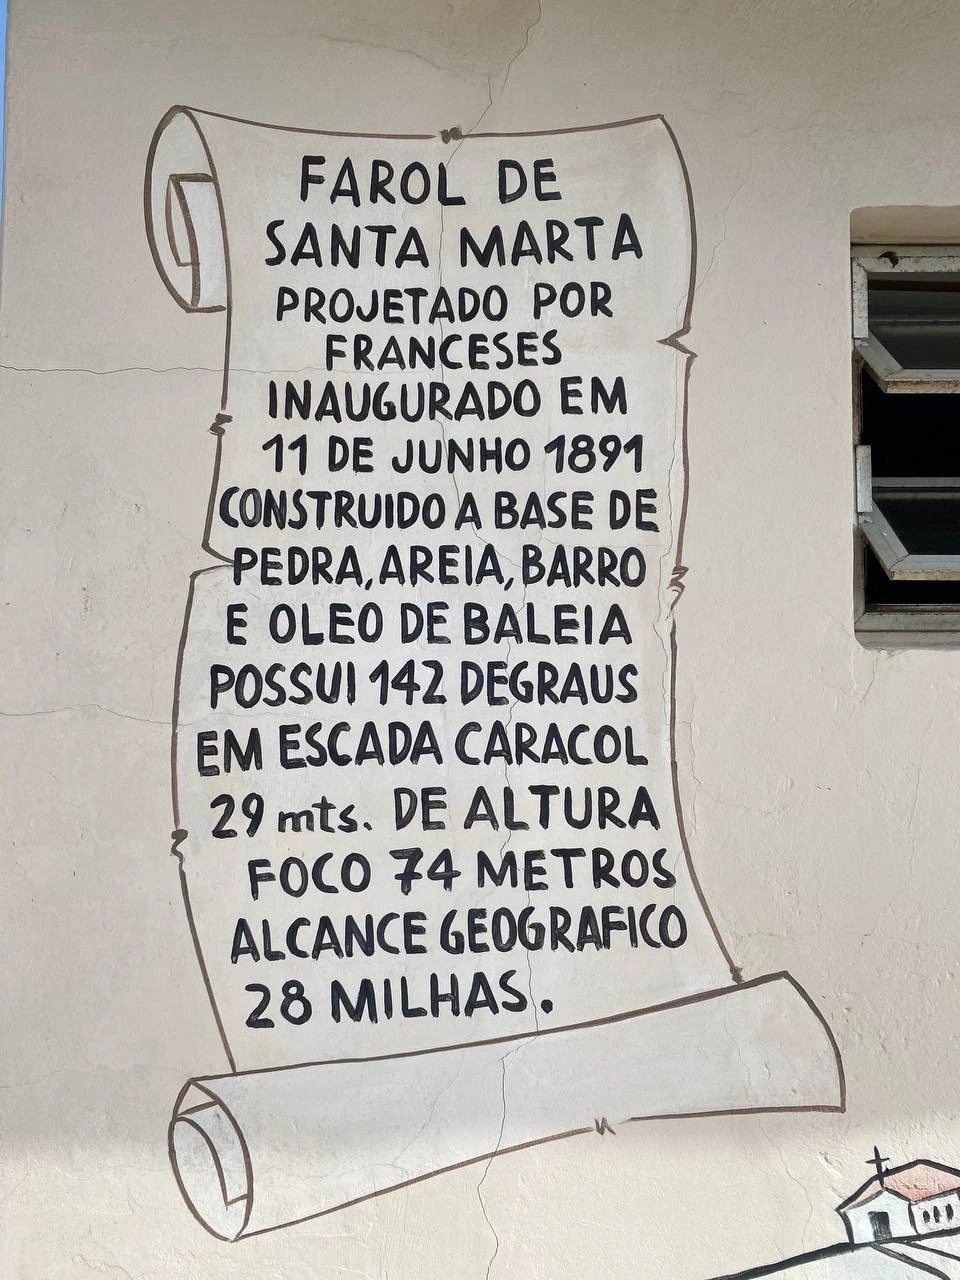 FAROL DE
SANTA MARTA
PROJETADO POR
FRANCESES
INAUGURADO EM
11 DE JUNHO 1891
CONSTRUIDO A BASE DE
PEDRA, AREIA, BARRO
E OLEO DE BALEIA
POSSUI 142 DEGRAUS
EM ESCADA CARACOL
29 mts. DE ALTURA
FOCO 74 METROS
ALCANCE GEOGRAFICO
28 MILHAS.